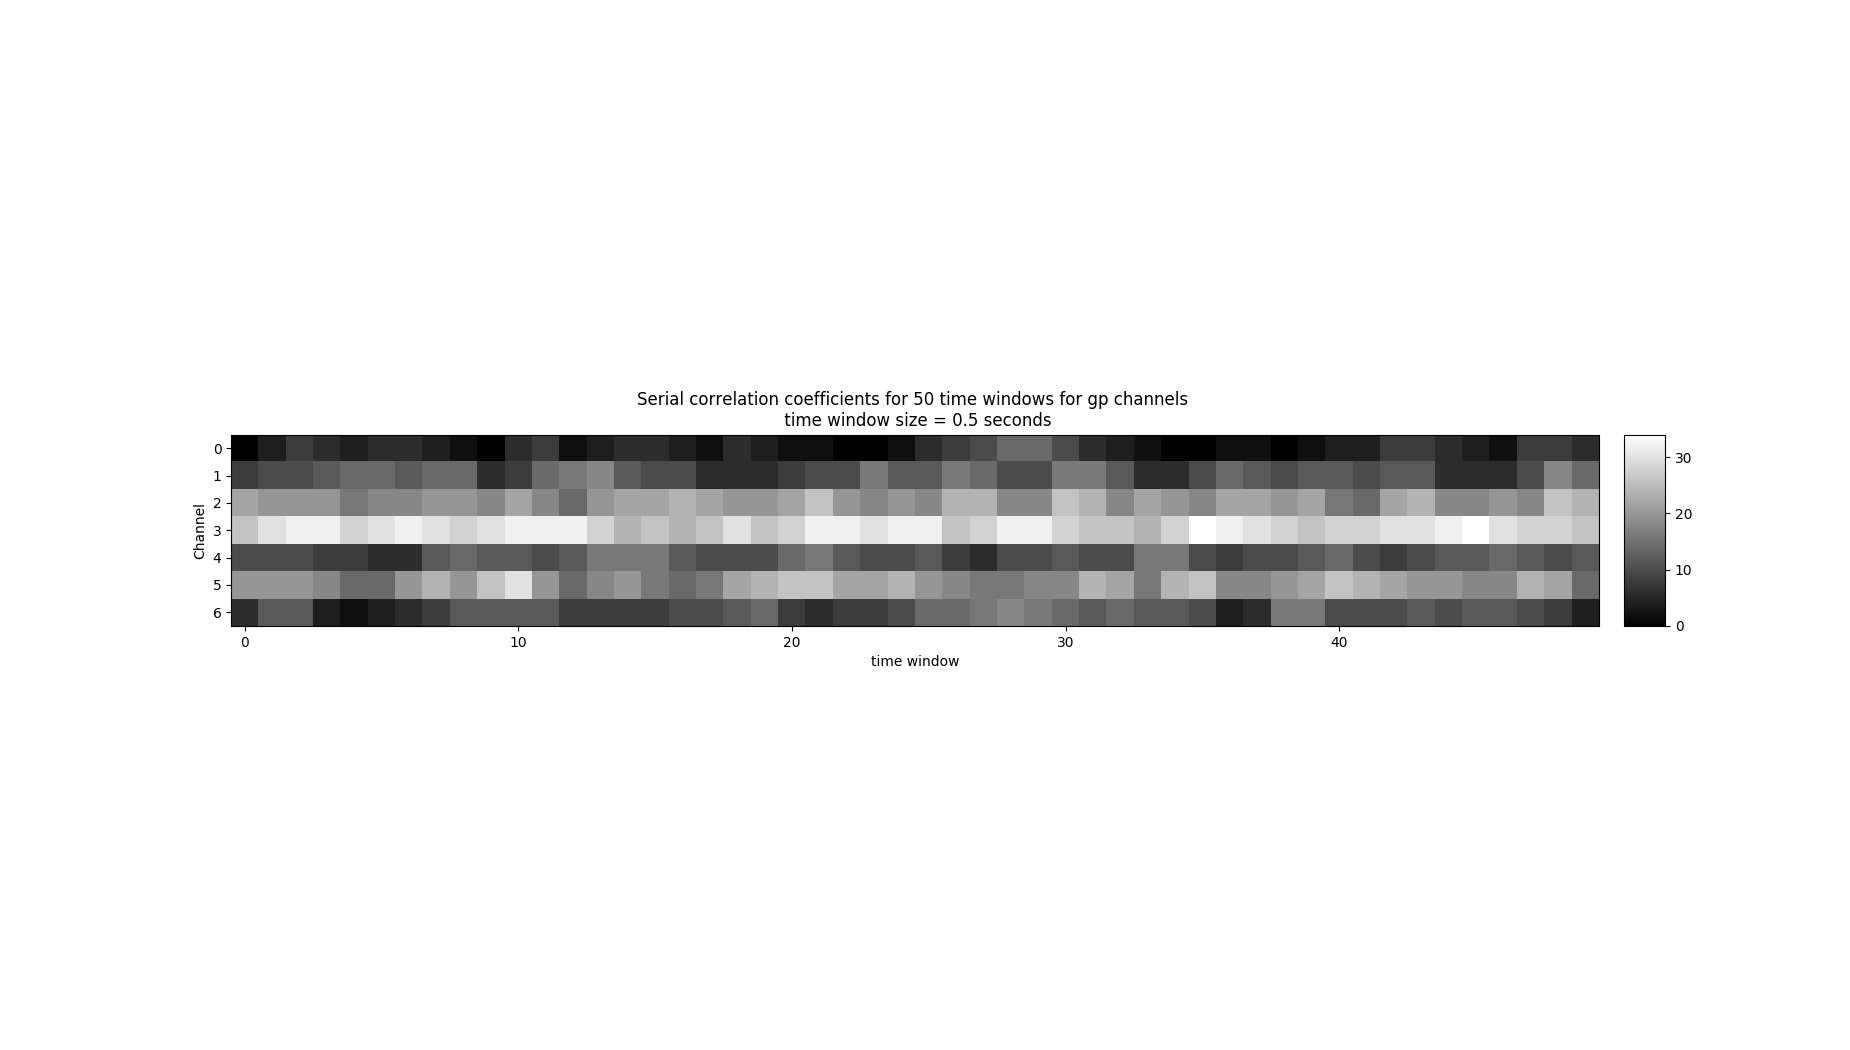 Serial correlation coefficients for 50 time windows for gp channels
time window size = 0.5 seconds
Channel
0
1
2
3
4
5
6
0 10 20 30 40
time window
30
20
10
0